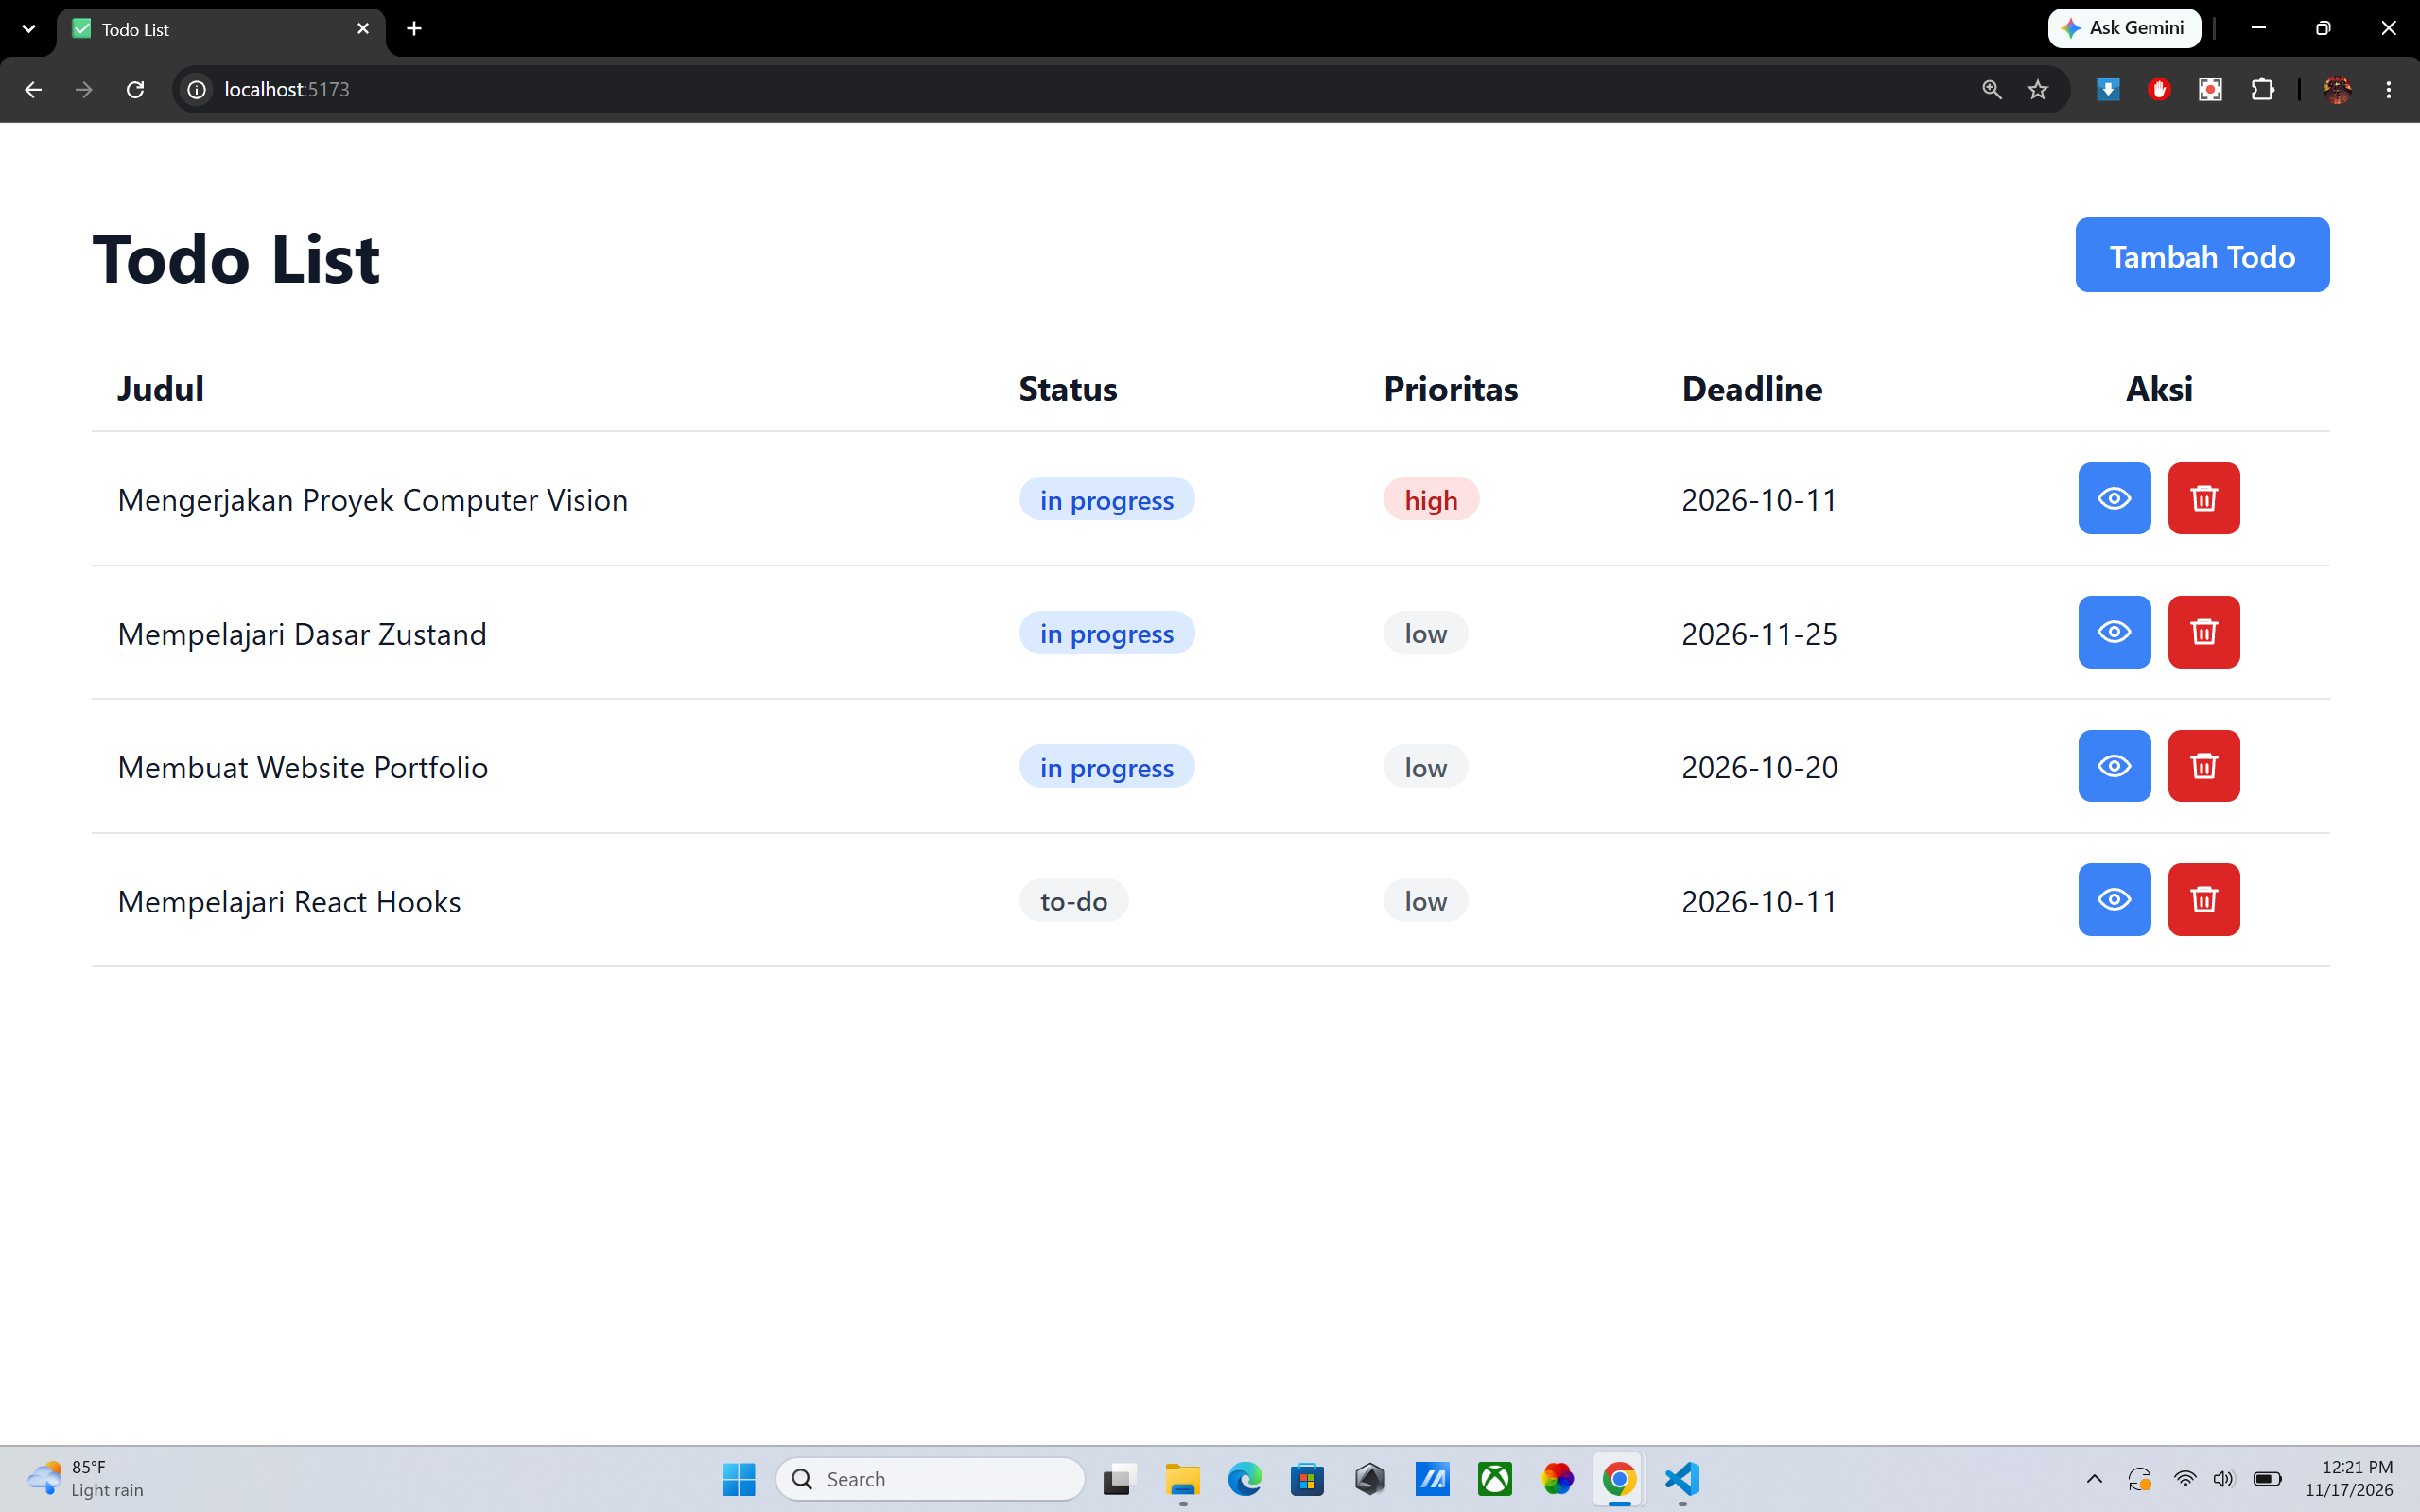 Todo List
Ask Gemini
localhost:5173
Todo List
Tambah Todo
Judul Status Prioritas Deadline Aksi
Mengerjakan Proyek Computer Vision in progress high 2026-10-11
Mempelajari Dasar Zustand in progress low 2026-11-25
Membuat Website Portfolio in progress low 2026-10-20
Mempelajari React Hooks to-do low 2026-10-11
85°F
Light rain
Search
12:21 PM
11/17/2026